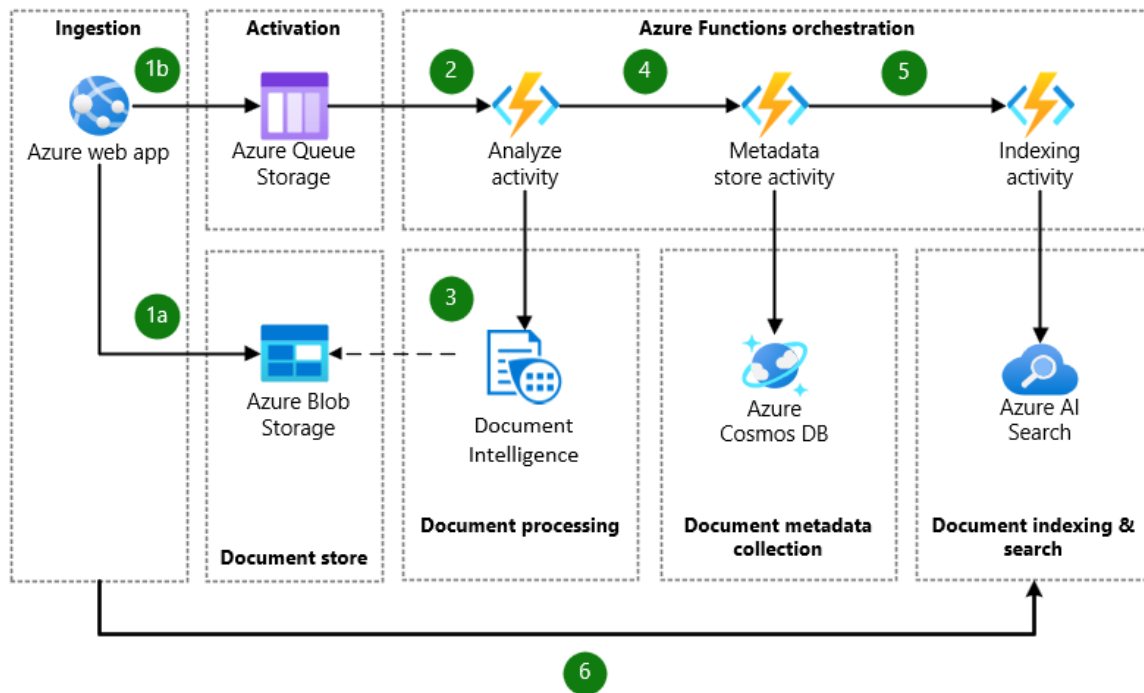 Ingestion
Activation
Azure Functions orchestration
1b
2
4
5
Azure web app
Azure Queue
Storage
Analyze
activity
Metadata
store activity
Indexing
activity
1a
3
Azure Blob
Storage
Document
Intelligence
Azure
Cosmos DB
Azure AI
Search
Document store
Document processing
Document metadata
collection
Document indexing &
search
6